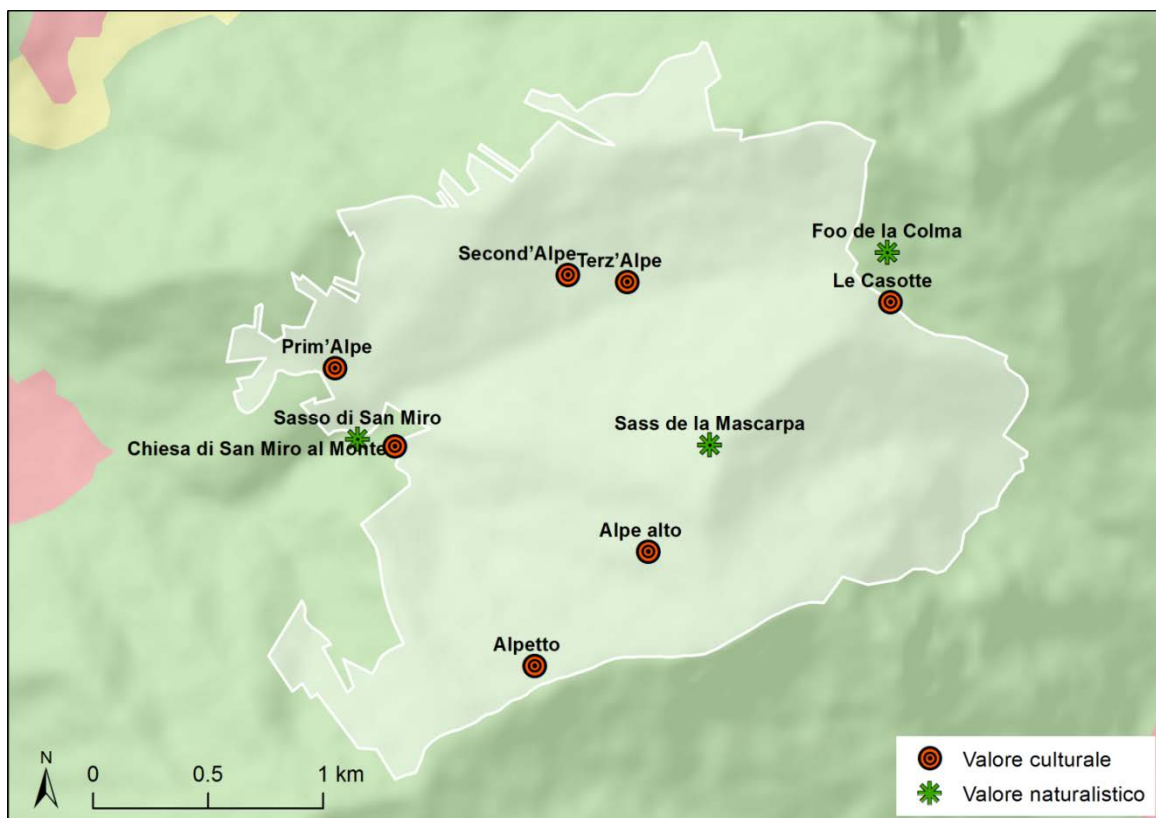 Foo de la Colma
Second'Alpe
Terz'Alpe
Le Casotte
Prim'Alpe
Sasso di San Miro
Sass de la Mascarpa
Chiesa di San Miro al Monte
Alpe alto
Alpetto
N
0 0.5 1 km
Valore culturale
Valore naturalistico